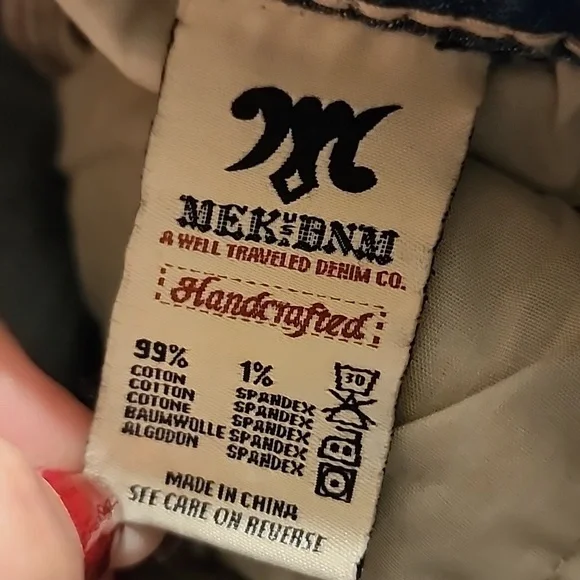 M
MEK USA DNM
A WELL TRAVELED DENIM CO.
Handcrafted
99%
COTON
COTTON
COTONE
BAUMWOLLE
ALGODON
1%
SPANDEX
SPANDEX
SPANDEX
SPANDEX
SPANDEX
30
MADE IN CHINA
SEE CARE ON REVERSE